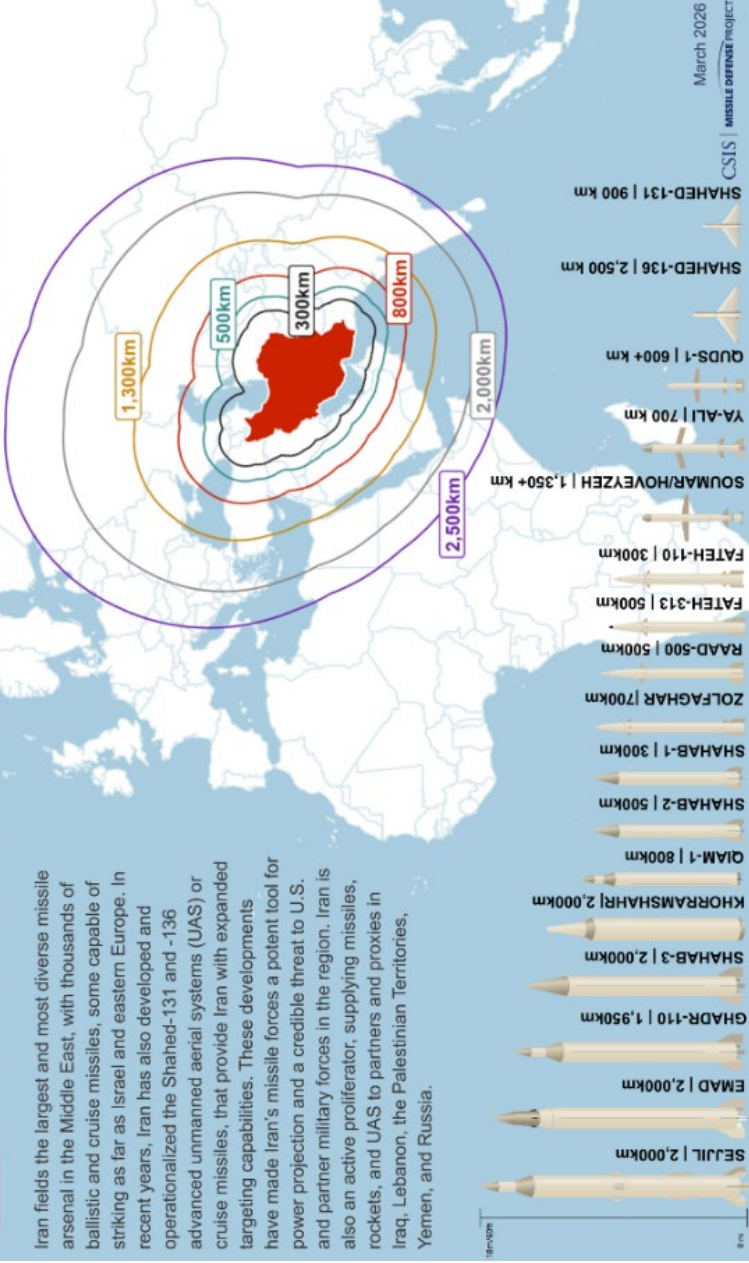 Iran fields the largest and most diverse missile
arsenal in the Middle East, with thousands of
ballistic and cruise missiles, some capable of
striking as far as Israel and eastern Europe. In
recent years, Iran has also developed and
operationalized the Shahed-131 and -136
advanced unmanned aerial systems (UAS) or
cruise missiles, that provide Iran with expanded
targeting capabilities. These developments
have made Iran's missile forces a potent tool for
power projection and a credible threat to U.S.
and partner military forces in the region. Iran is
also an active proliferator, supplying missiles,
rockets, and UAS to partners and proxies in
Iraq, Lebanon, the Palestinian Territories,
Yemen, and Russia.
1,300km
500km
300km
800km
2,000km
2,500km
18m/60ft
0 m
SEJJIL | 2,000km
EMAD | 2,000km
GHADR-110 | 1,950km
SHAHAB-3 | 2,000km
KHORRAMSHAHR| 2,000km
QIAM-1 | 800km
SHAHAB-2 | 500km
SHAHAB-1 | 300km
ZOLFAGHAR |700km
RAAD-500 | 500km
FATEH-313 | 500km
FATEH-110 | 300km
SOUMAR/HOVEYZEH | 1,350+ km
YA-ALI | 700 km
QUDS-1 | 600 km+
SHAHED-136 | 2,500 km
SHAHED-131 | 900 km
March 2026
CSIS | MISSILE DEFENSE PROJECT